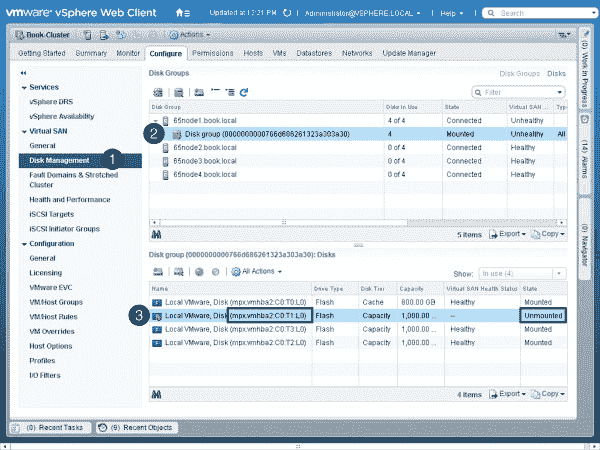 vmware® vSphere Web Client
Updated at 12:21 PM
Administrator@VSPHERE.LOCAL
Help
Search
Book-Cluster
Actions
Getting Started Summary Monitor Configure Permissions Hosts VMs Datastores Networks Update Manager
Services
vSphere DRS
vSphere Availability
Virtual SAN
General
Disk Management
1
Fault Domains & Stretched
Cluster
Health and Performance
iSCSI Targets
iSCSI Initiator Groups
Configuration
General
Licensing
VMware EVC
VM/Host Groups
VM/Host Rules
VM Overrides
Host Options
Profiles
I/O Filters
Disk Groups
Disk Groups Disks
Filter
Disk Group Disks in Use State Virtual SAN ... Type
65node1.book.local 4 of 4 Connected Unhealthy
2 Disk group (0000000000766d686261323a303a30) 4 Mounted Unhealthy All
65node2.book.local 0 of 4 Connected Healthy
65node3.book.local 0 of 4 Connected Healthy
65node4.book.local 0 of 4 Connected Healthy
5 items Export Copy
Disk group (0000000000766d686261323a303a30): Disks
All Actions
Show: In use (4)
Name Drive Type Disk Tier Capacity Virtual SAN Health Status State
Local VMware, Disk (mpx.vmhba2:C0:T0:L0) Flash Cache 800.00 GB Healthy Mounted
3 Local VMware, Disk (mpx.vmhba2:C0:T1:L0) Flash Capacity 1,000.00 ... -- Unmounted
Local VMware, Disk (mpx.vmhba2:C0:T3:L0) Flash Capacity 1,000.00 ... Healthy Mounted
Local VMware, Disk (mpx.vmhba2:C0:T2:L0) Flash Capacity 1,000.00 ... Healthy Mounted
4 items Export Copy
(0) Work in Progress
(14) Alarms
(0) Navigator
(0) Recent Tasks
(9) Recent Objects